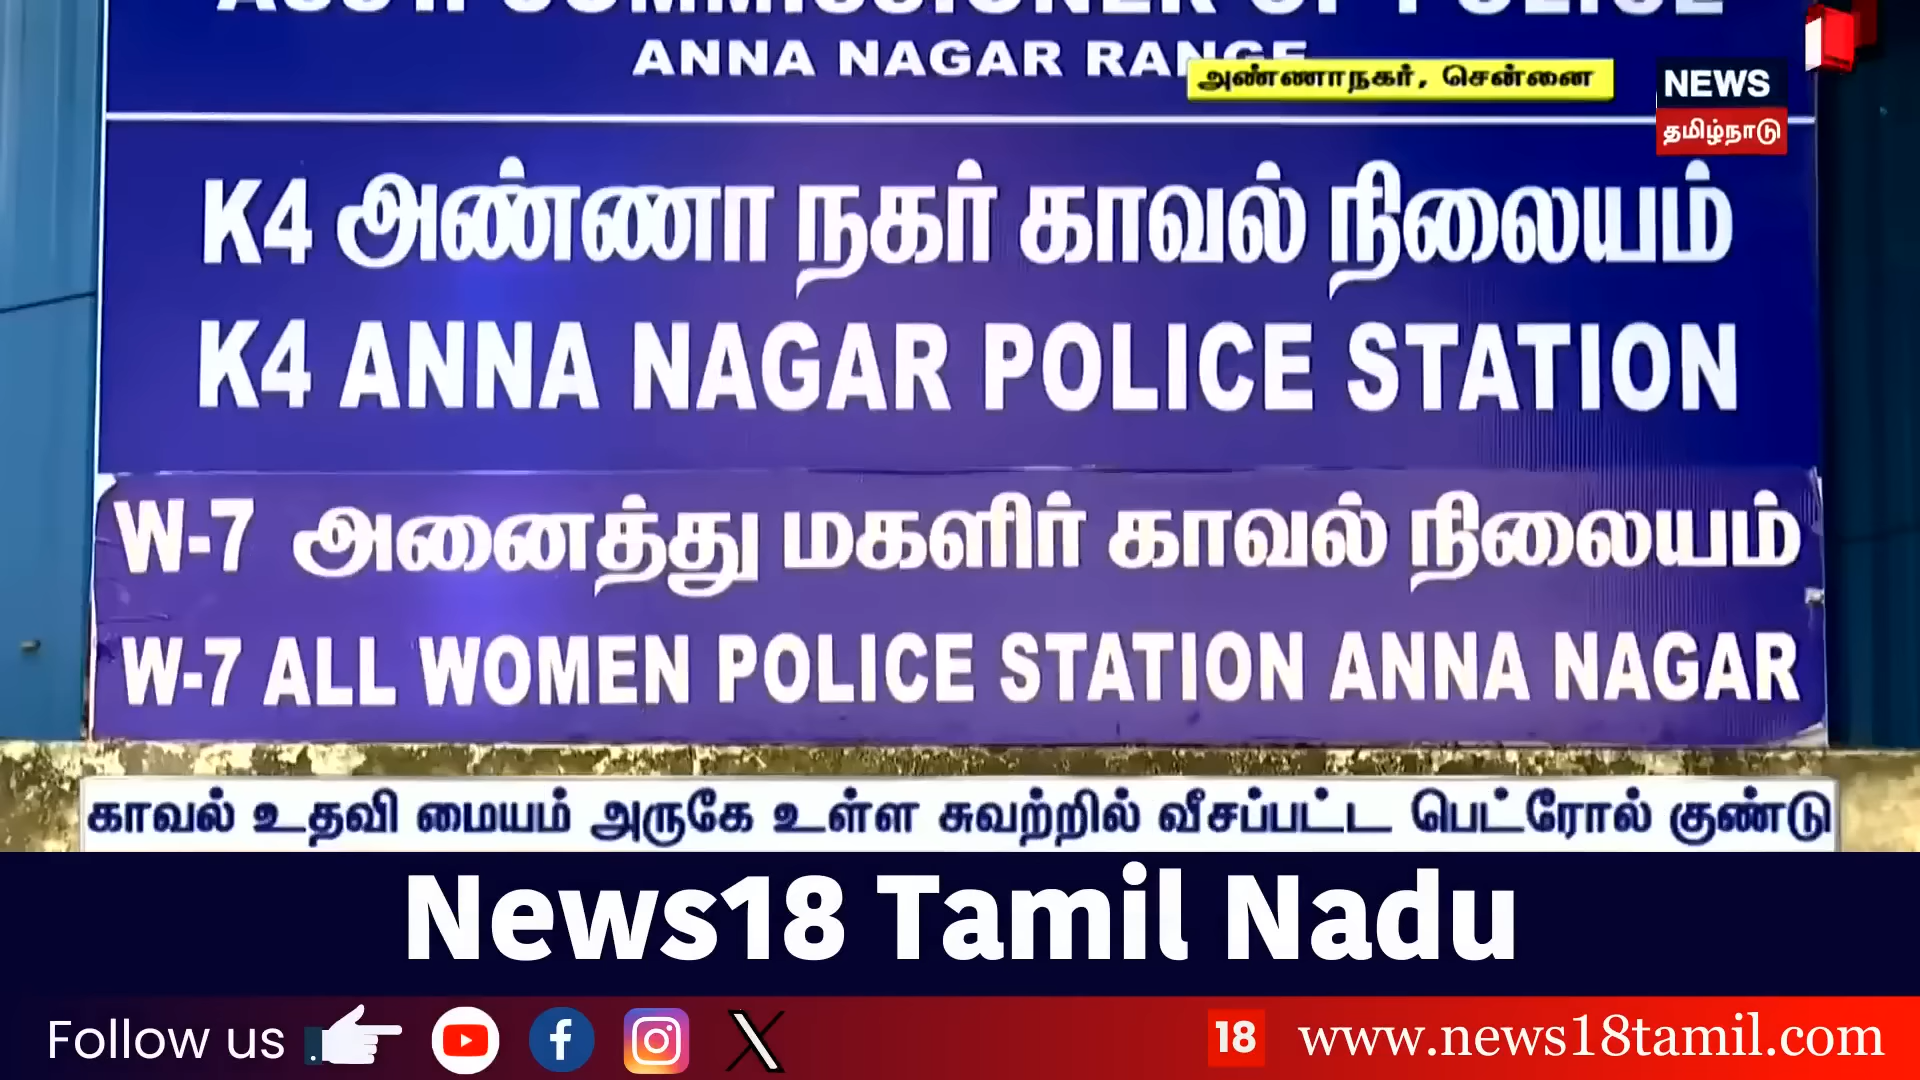 ASST. COMMISSIONER OF POLICE
ANNA NAGAR RANGE
அண்ணாநகர், சென்னை
NEWS
தமிழ்நாடு
K4 அண்ணா நகர் காவல் நிலையம்
K4 ANNA NAGAR POLICE STATION
W-7 அனைத்து மகளிர் காவல் நிலையம்
W-7 ALL WOMEN POLICE STATION ANNA NAGAR
காவல் உதவி மையம் அருகே உள்ள சுவற்றில் வீசப்பட்ட பெட்ரோல் குண்டு
News18 Tamil Nadu
Follow us
18 www.news18tamil.com